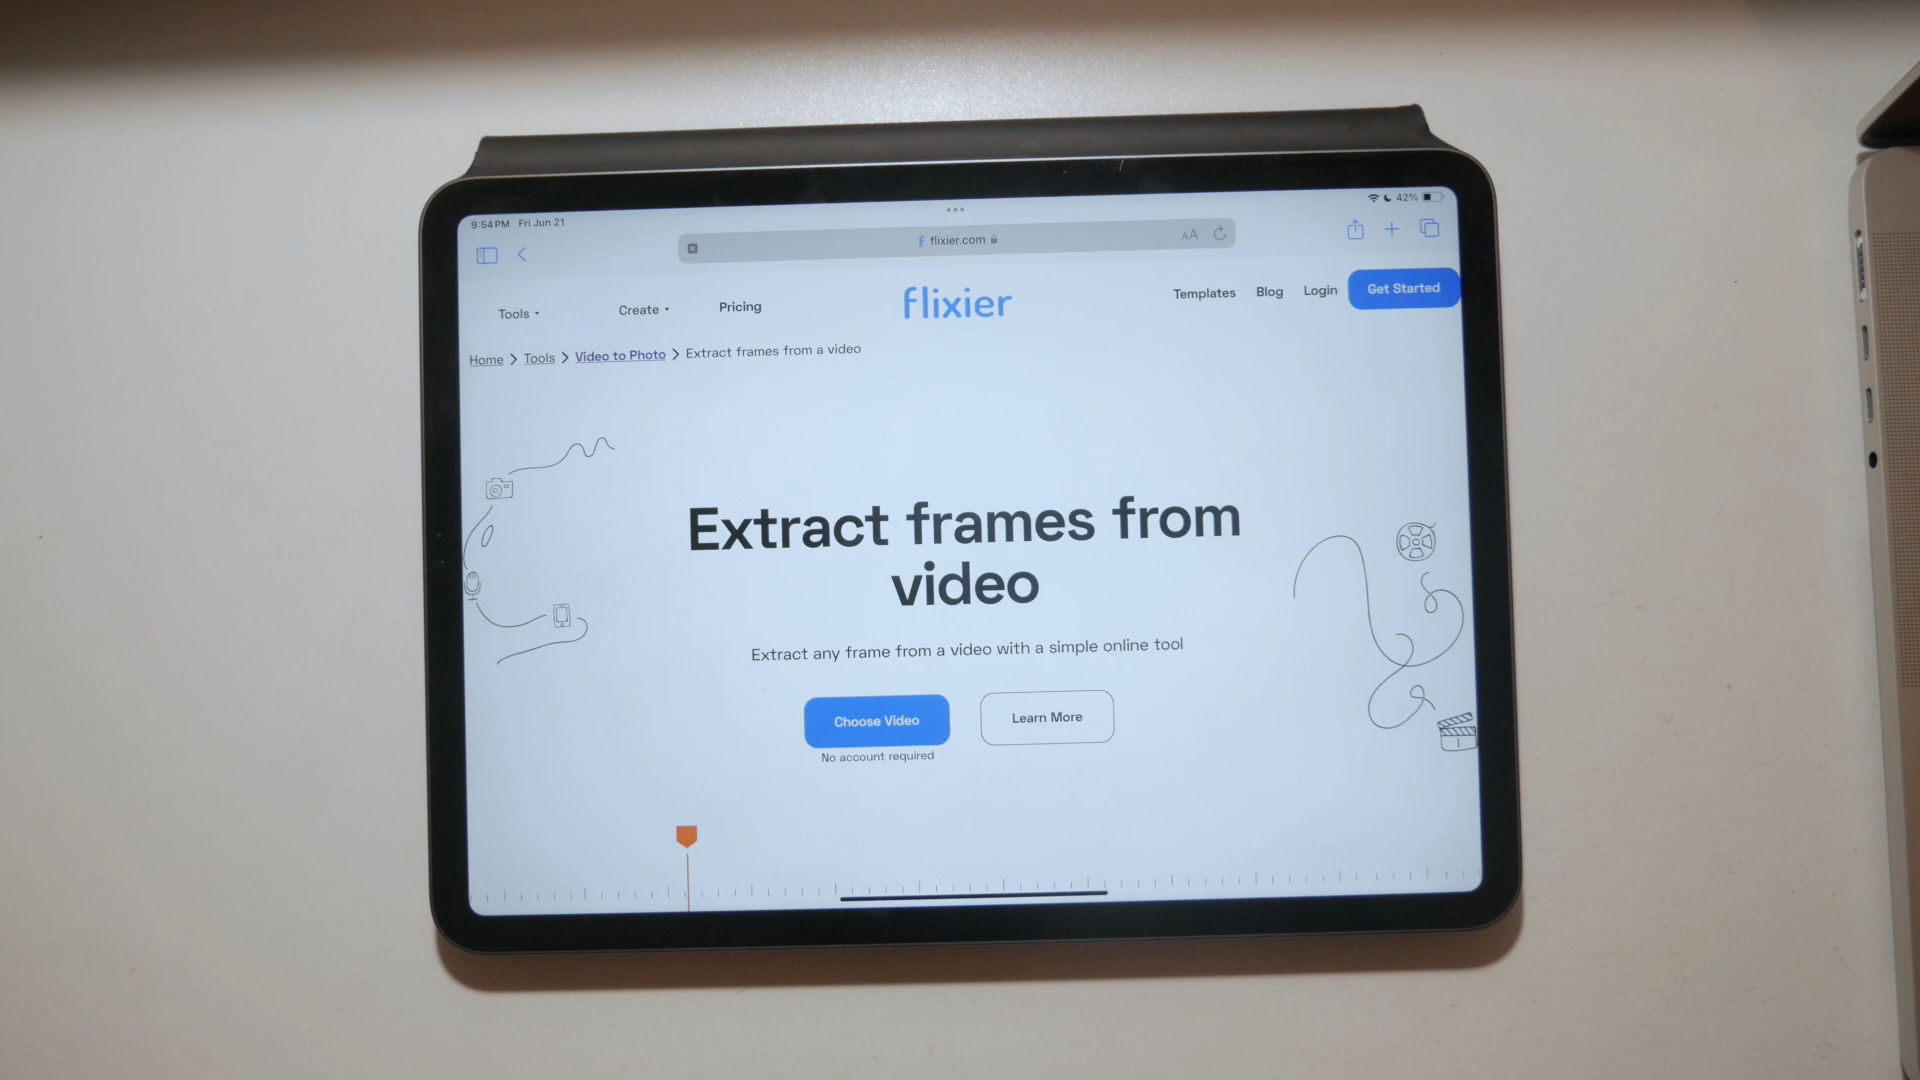 9:54 PM Fri Jun 21
42%
flixier.com
AA
Tools
Create
Pricing
flixier
Templates
Blog
Login
Get Started
Home > Tools > Video to Photo > Extract frames from a video
Extract frames from
video
Extract any frame from a video with a simple online tool
Choose Video
Learn More
No account required